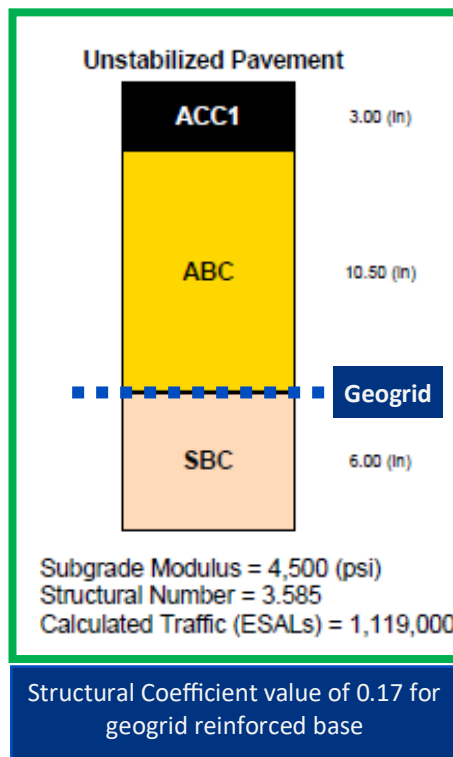 Unstabilized Pavement
ACC1
3.00 (in)
ABC
10.50 (in)
Geogrid
SBC
6.00 (in)
Subgrade Modulus = 4,500 (psi)
Structural Number = 3.585
Calculated Traffic (ESALs) = 1,119,000
Structural Coefficient value of 0.17 for
geogrid reinforced base